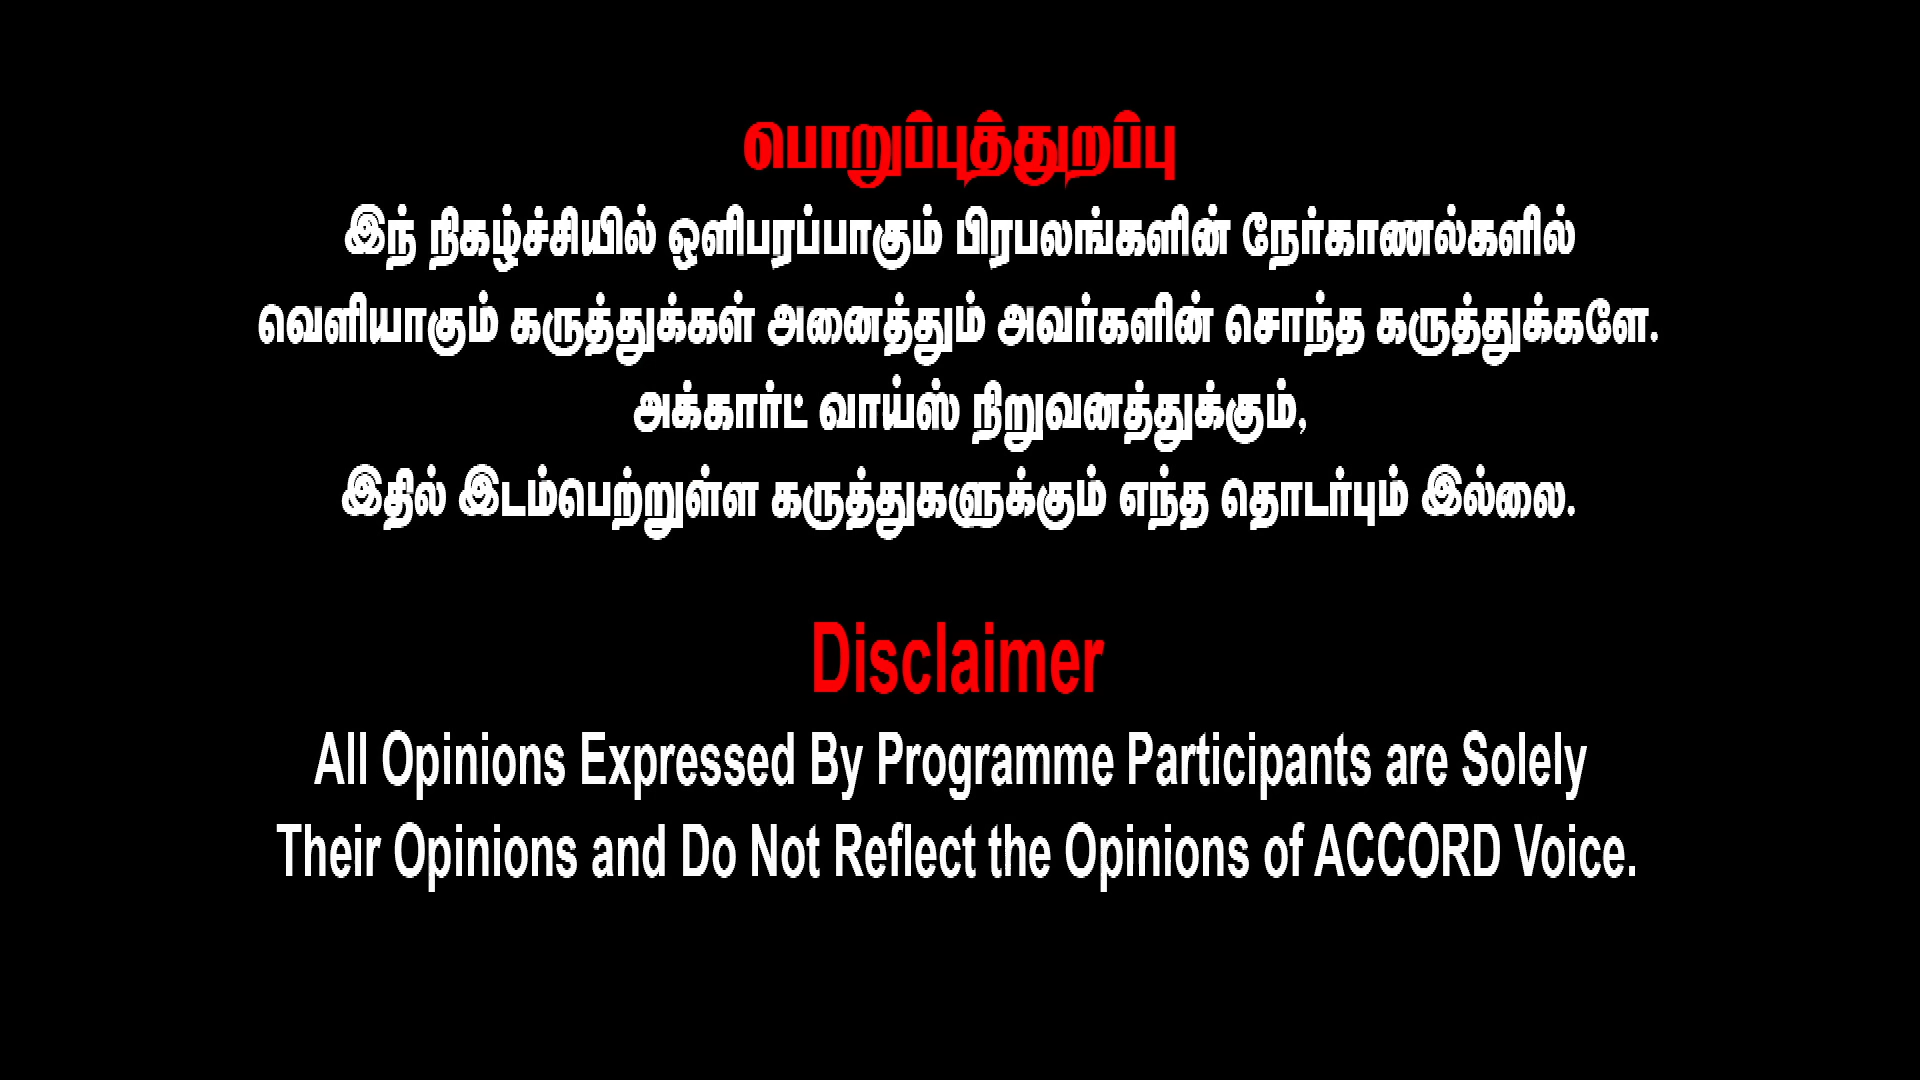 பொறுப்புத்துறப்பு
இந் நிகழ்ச்சியில் ஒளிபரப்பாகும் பிரபலங்களின் நேர்காணல்களில்
வெளியாகும் கருத்துக்கள் அனைத்தும் அவர்களின் சொந்த கருத்துக்களே.
அக்கார்ட் வாய்ஸ் நிறுவனத்துக்கும்,
இதில் இடம்பெற்றுள்ள கருத்துகளுக்கும் எந்த தொடர்பும் இல்லை.
Disclaimer
All Opinions Expressed By Programme Participants are Solely
Their Opinions and Do Not Reflect the Opinions of ACCORD Voice.